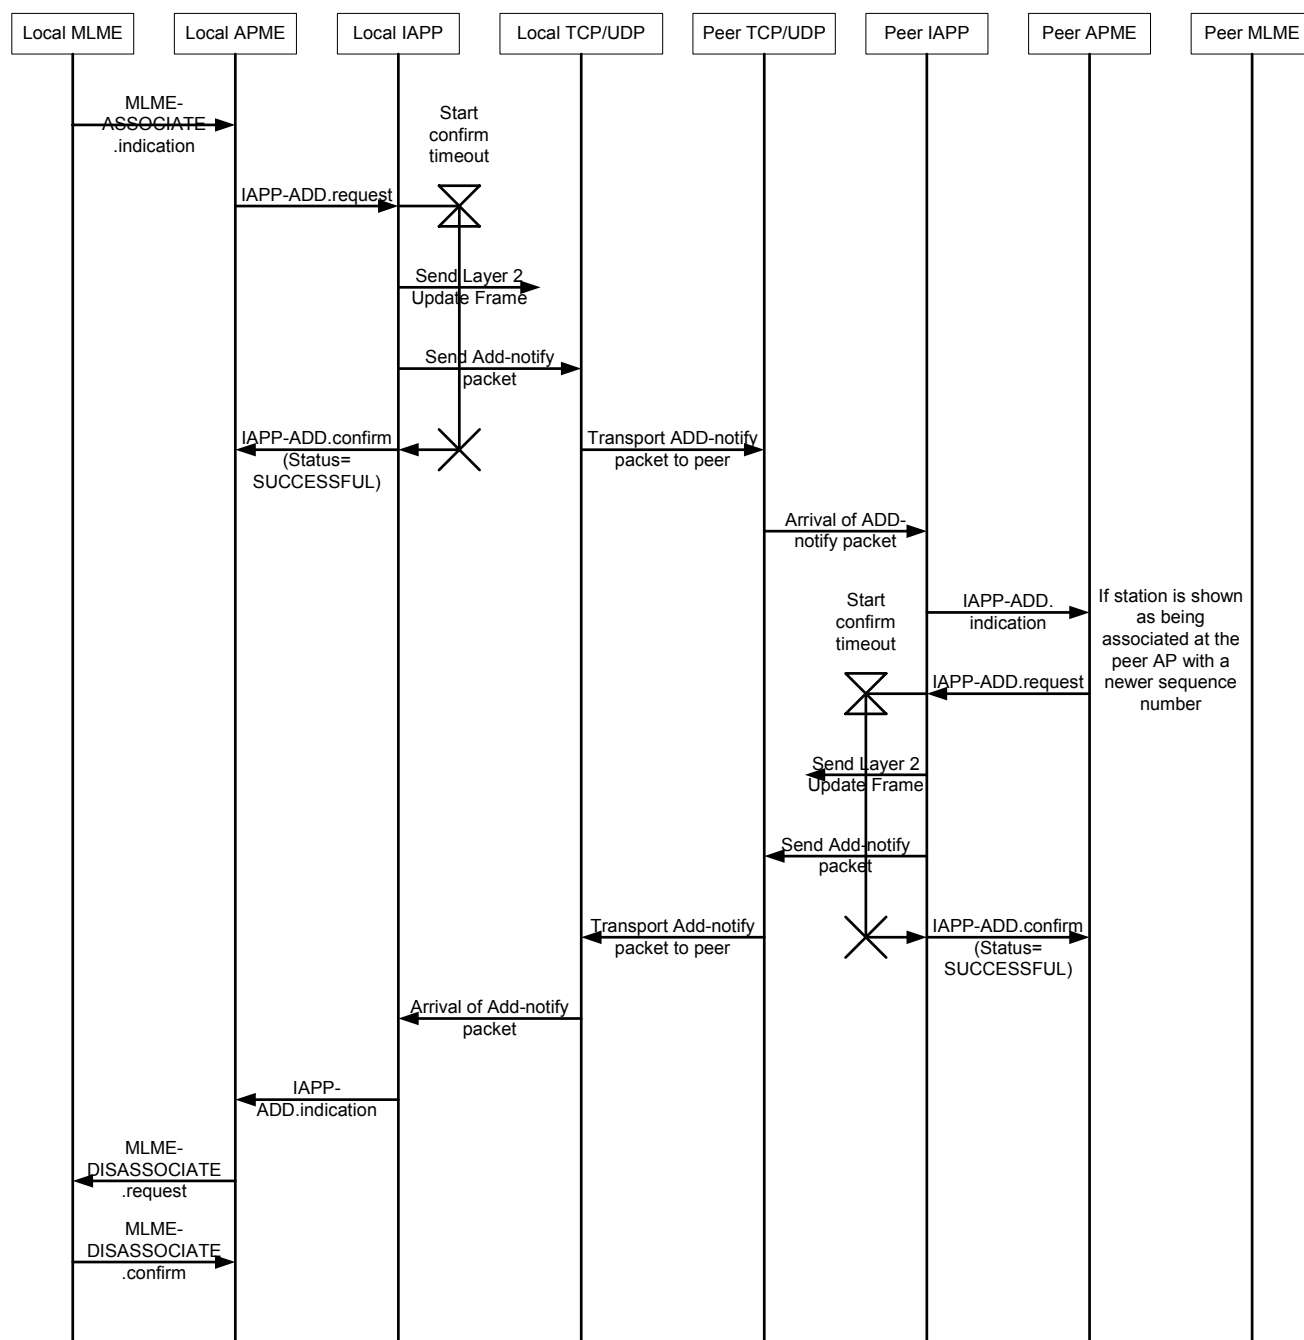 Local MLME
Local APME
Local IAPP
Local TCP/UDP
Peer TCP/UDP
Peer IAPP
Peer APME
Peer MLME
MLME-
ASSOCIATE
.indication
Start
confirm
timeout
IAPP-ADD.request
Send Layer 2
Update Frame
Send Add-notify
packet
IAPP-ADD.confirm
(Status=
SUCCESSFUL)
Transport ADD-notify
packet to peer
Arrival of ADD-
notify packet
IAPP-ADD.
indication
If station is shown
as being
associated at the
peer AP with a
newer sequence
number
Start
confirm
timeout
IAPP-ADD.request
Send Layer 2
Update Frame
Send Add-notify
packet
Transport Add-notify
packet to peer
IAPP-ADD.confirm
(Status=
SUCCESSFUL)
Arrival of Add-notify
packet
IAPP-
ADD.indication
MLME-
DISASSOCIATE
.request
MLME-
DISASSOCIATE
.confirm